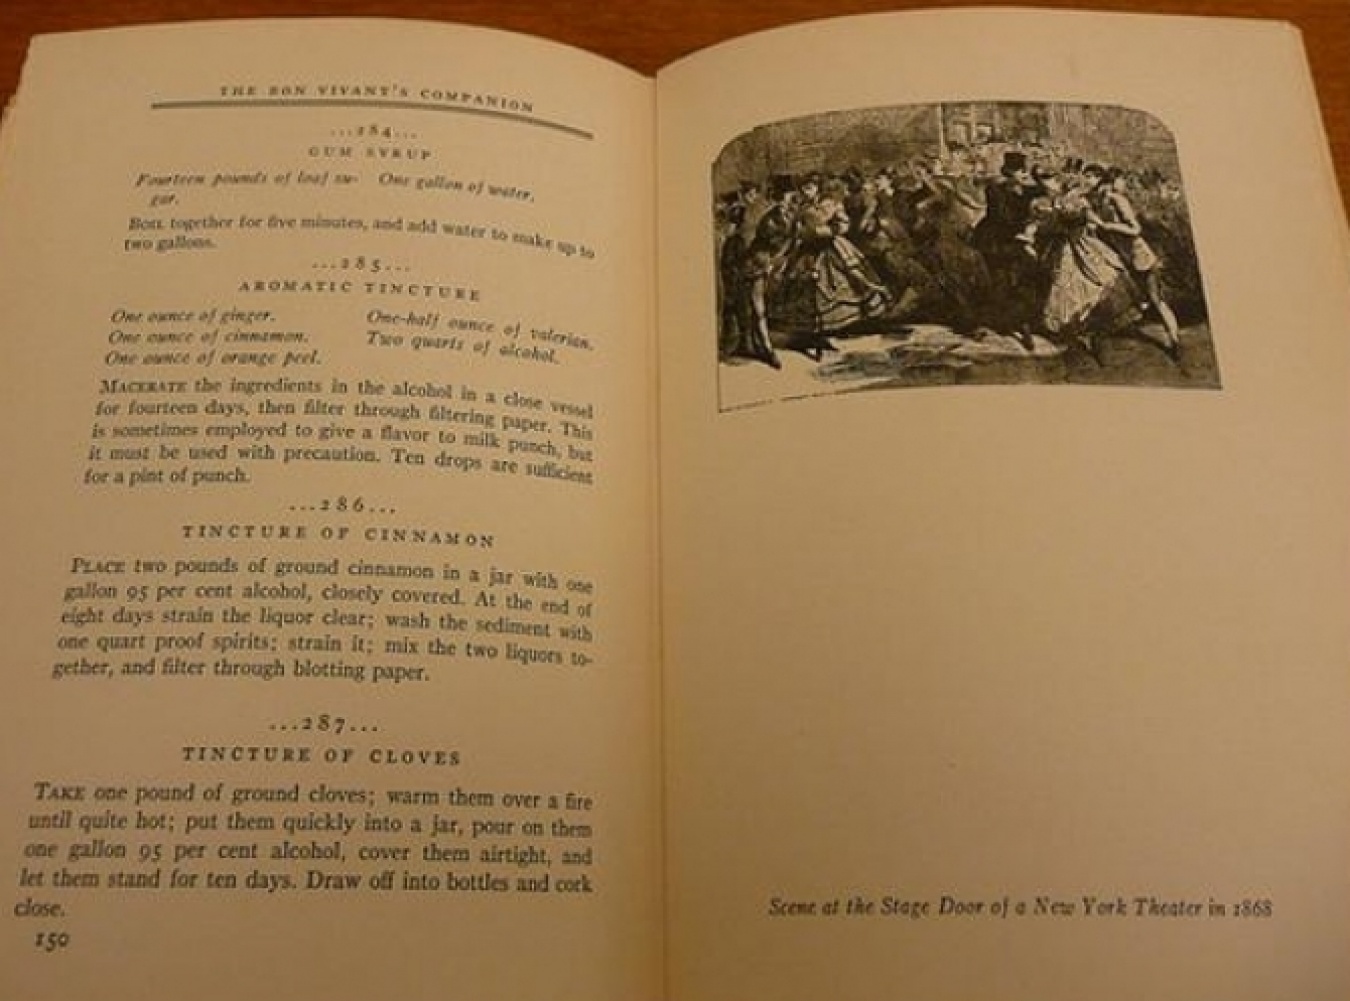 THE BON VIVANT'S COMPANION
...284...
GUM SYRUP
Fourteen pounds of loaf su- One gallon of water.
gar.
BOIL together for five minutes, and add water to make up to
two gallons.
...285...
AROMATIC TINCTURE
One ounce of ginger. One-half ounce of valerian.
One ounce of cinnamon. Two quarts of alcohol.
One ounce of orange peel.
MACERATE the ingredients in the alcohol in a close vessel
for fourteen days, then filter through filtering paper. This
is sometimes employed to give a flavor to milk punch, but
it must be used with precaution. Ten drops are sufficient
for a pint of punch.
...286...
TINCTURE OF CINNAMON
PLACE two pounds of ground cinnamon in a jar with one
gallon 95 per cent alcohol, closely covered. At the end of
eight days strain the liquor clear; wash the sediment with
one quart proof spirits; strain it; mix the two liquors to-
gether, and filter through blotting paper.
...287...
TINCTURE OF CLOVES
TAKE one pound of ground cloves; warm them over a fire
until quite hot; put them quickly into a jar, pour on them
one gallon 95 per cent alcohol, cover them airtight, and
let them stand for ten days. Draw off into bottles and cork
close.
150
Scene at the Stage Door of a New York Theater in 1868